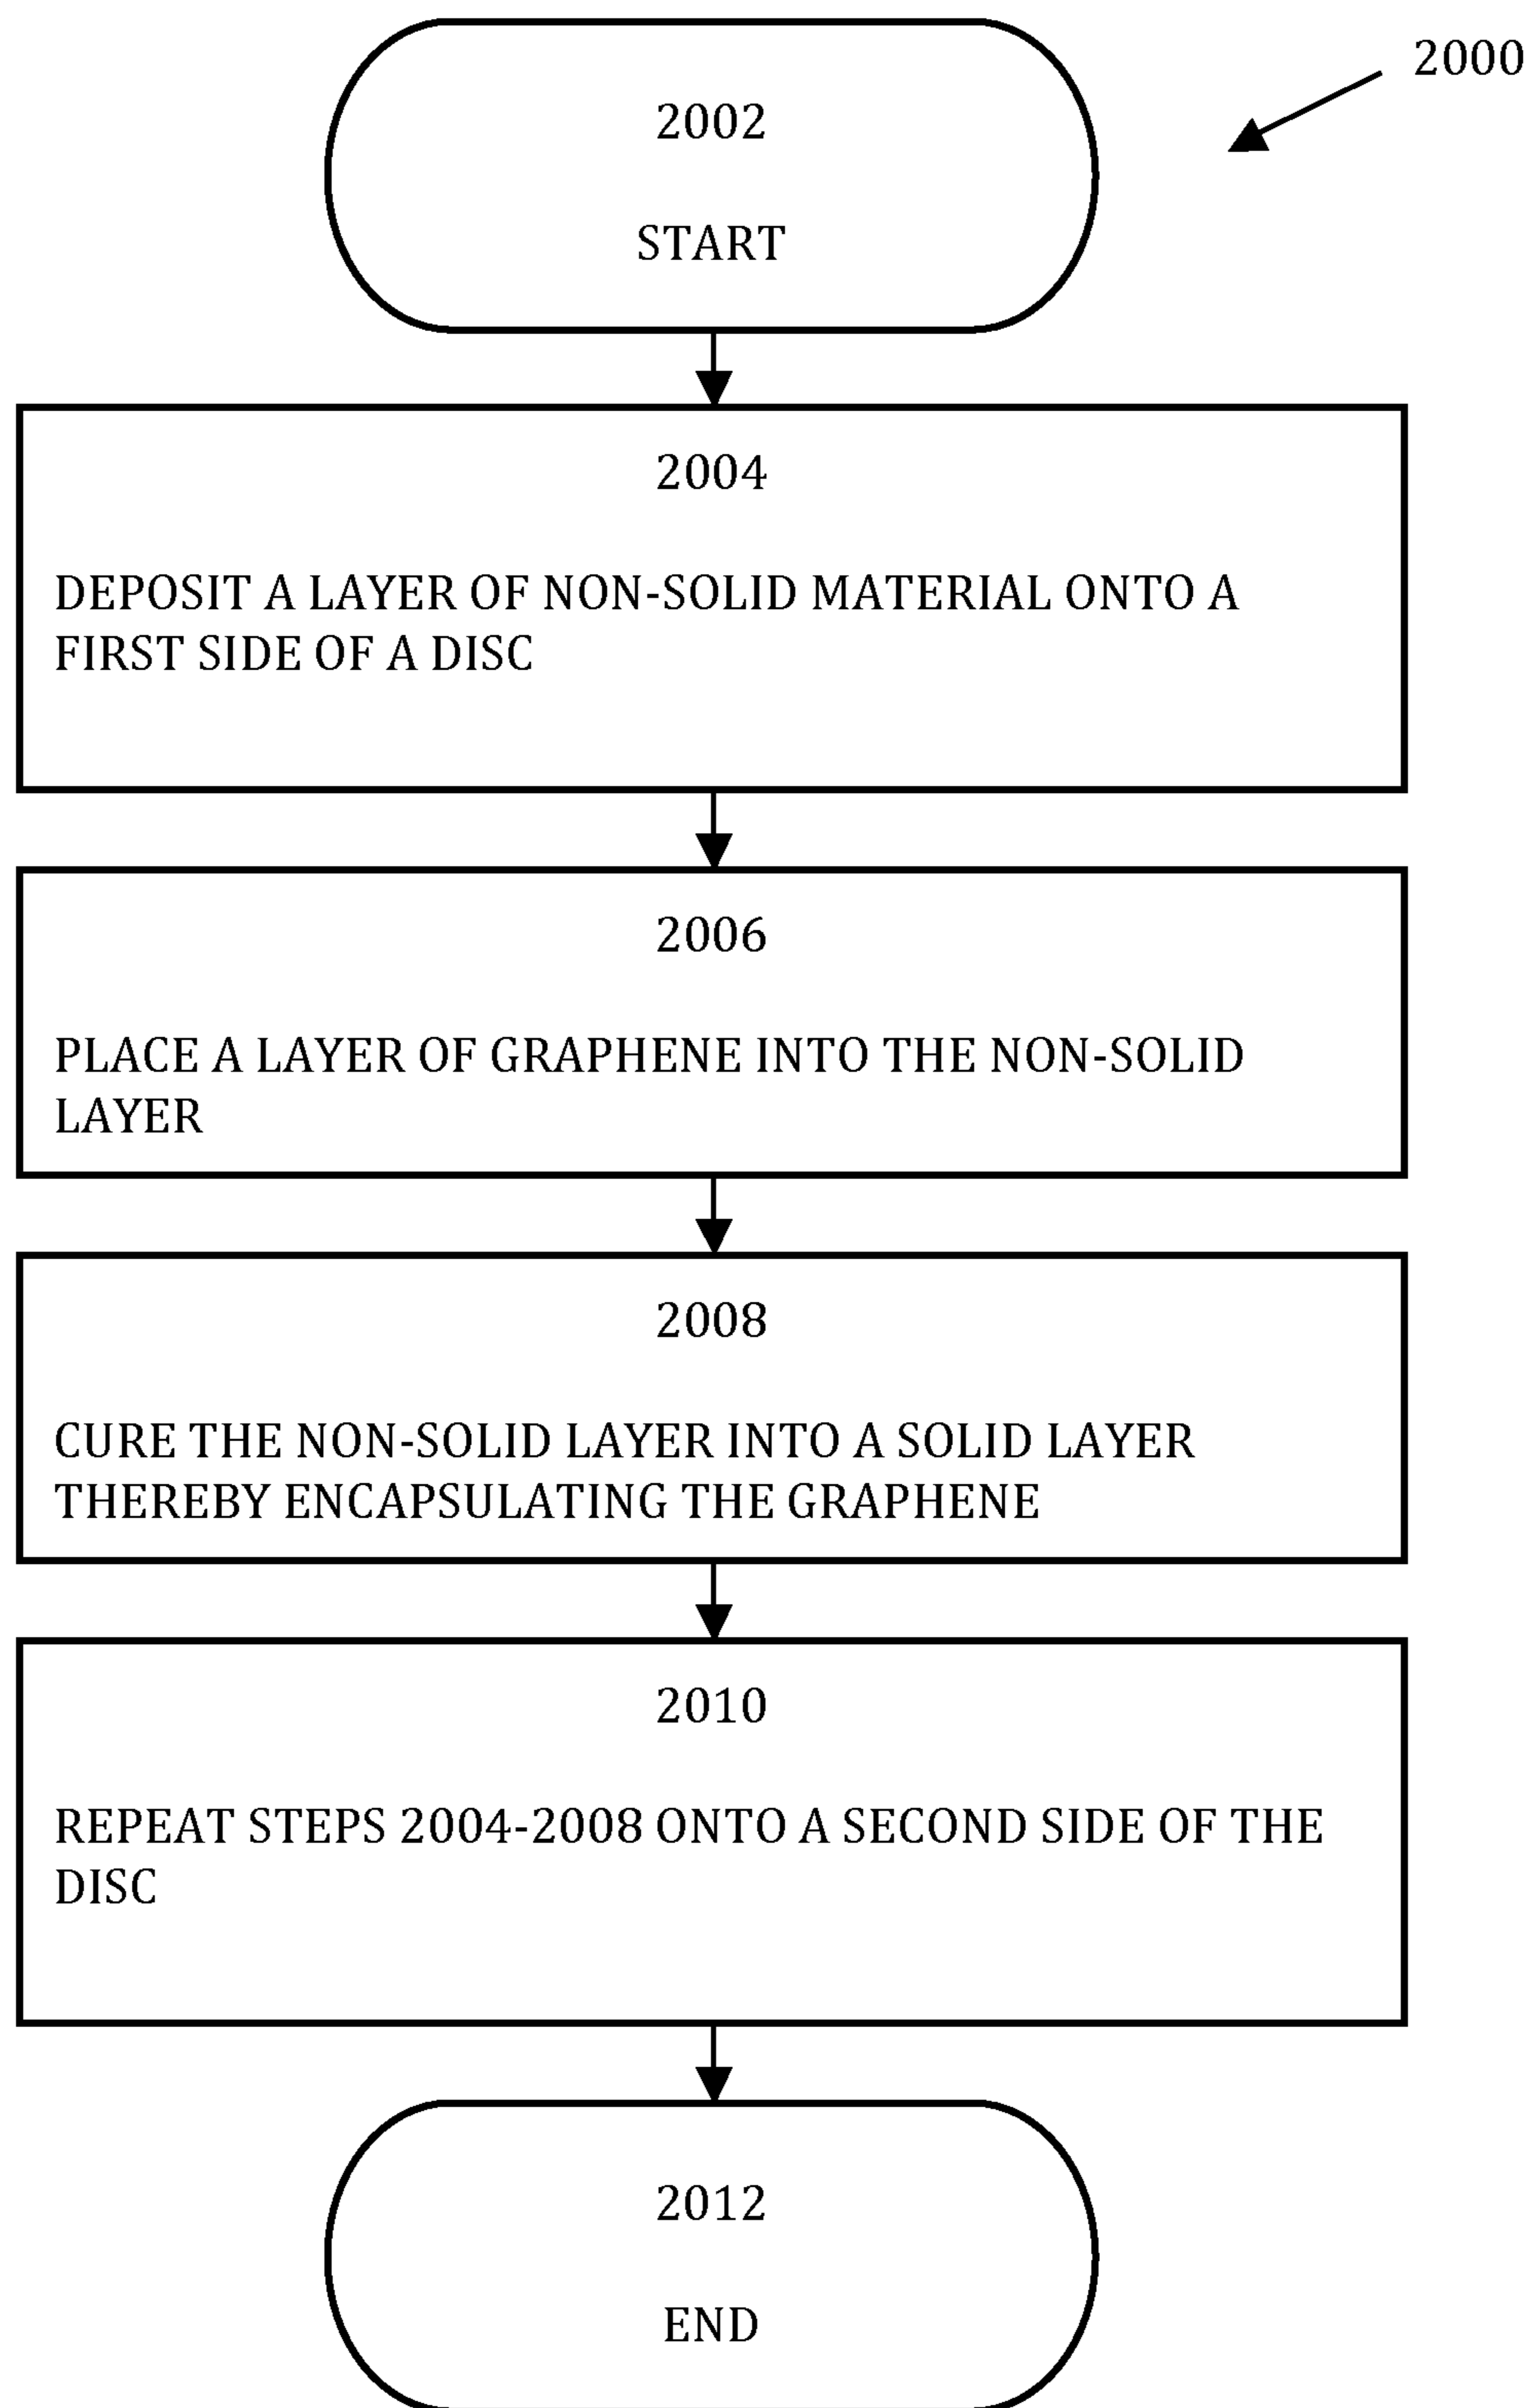 2000
2002
START
2004
DEPOSIT A LAYER OF NON-SOLID MATERIAL ONTO A
FIRST SIDE OF A DISC
2006
PLACE A LAYER OF GRAPHENE INTO THE NON-SOLID
LAYER
2008
CURE THE NON-SOLID LAYER INTO A SOLID LAYER
THEREBY ENCAPSULATING THE GRAPHENE
2010
REPEAT STEPS 2004-2008 ONTO A SECOND SIDE OF THE
DISC
2012
END